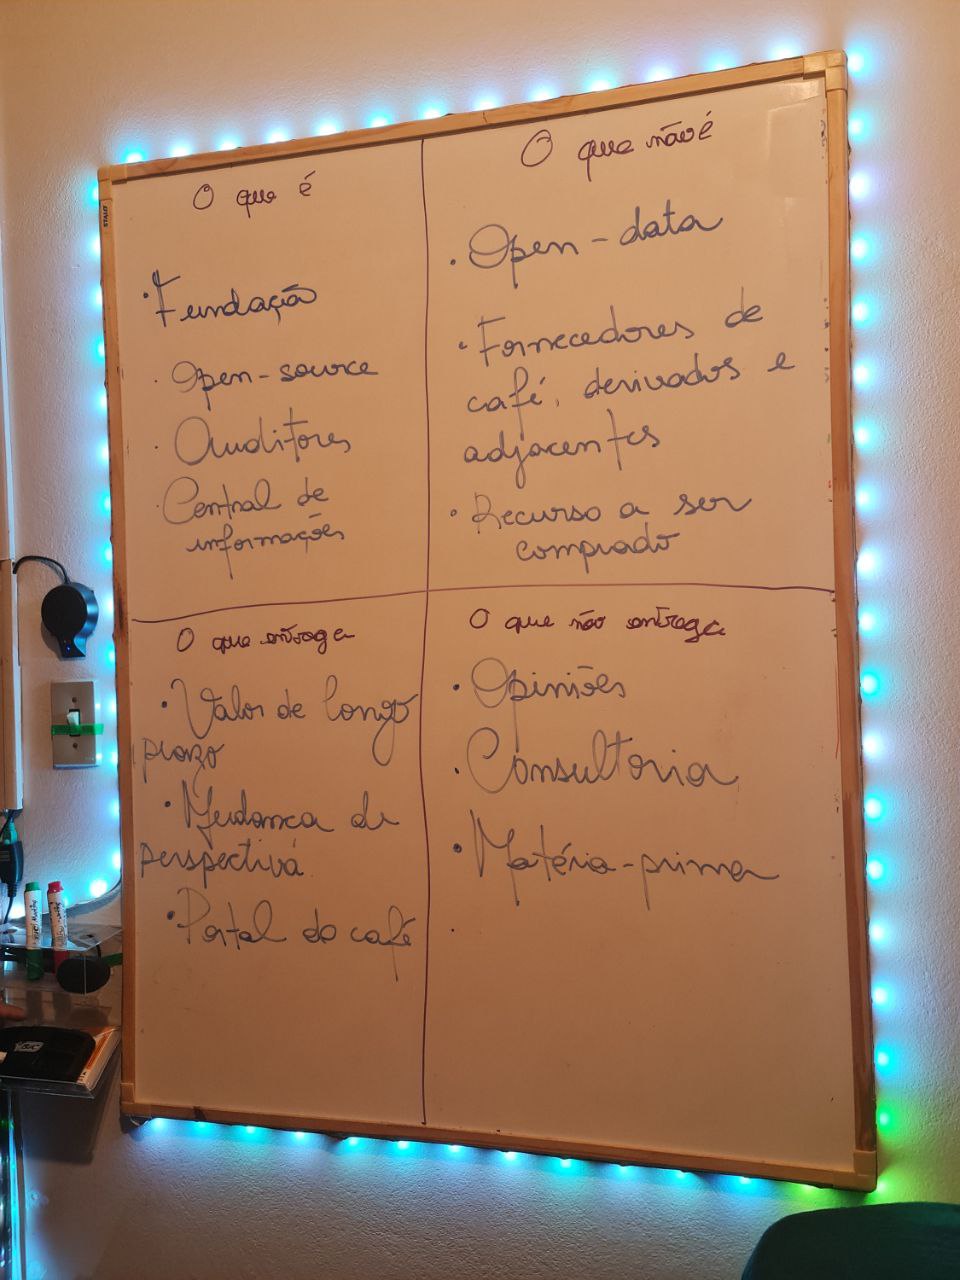 O que é
• Fundação
• Open-source
• Auditores
• Central de
informações
O que não é
• Open-data
• Fornecedores de
café, derivados e
adjacentes
• Recurso a ser
comprado
O que entrega
• Valor de longo
prazo
• Mudança de
perspectiva
• Portal do café
O que não entrega
• Opiniões
• Consultoria
• Matéria-prima
•